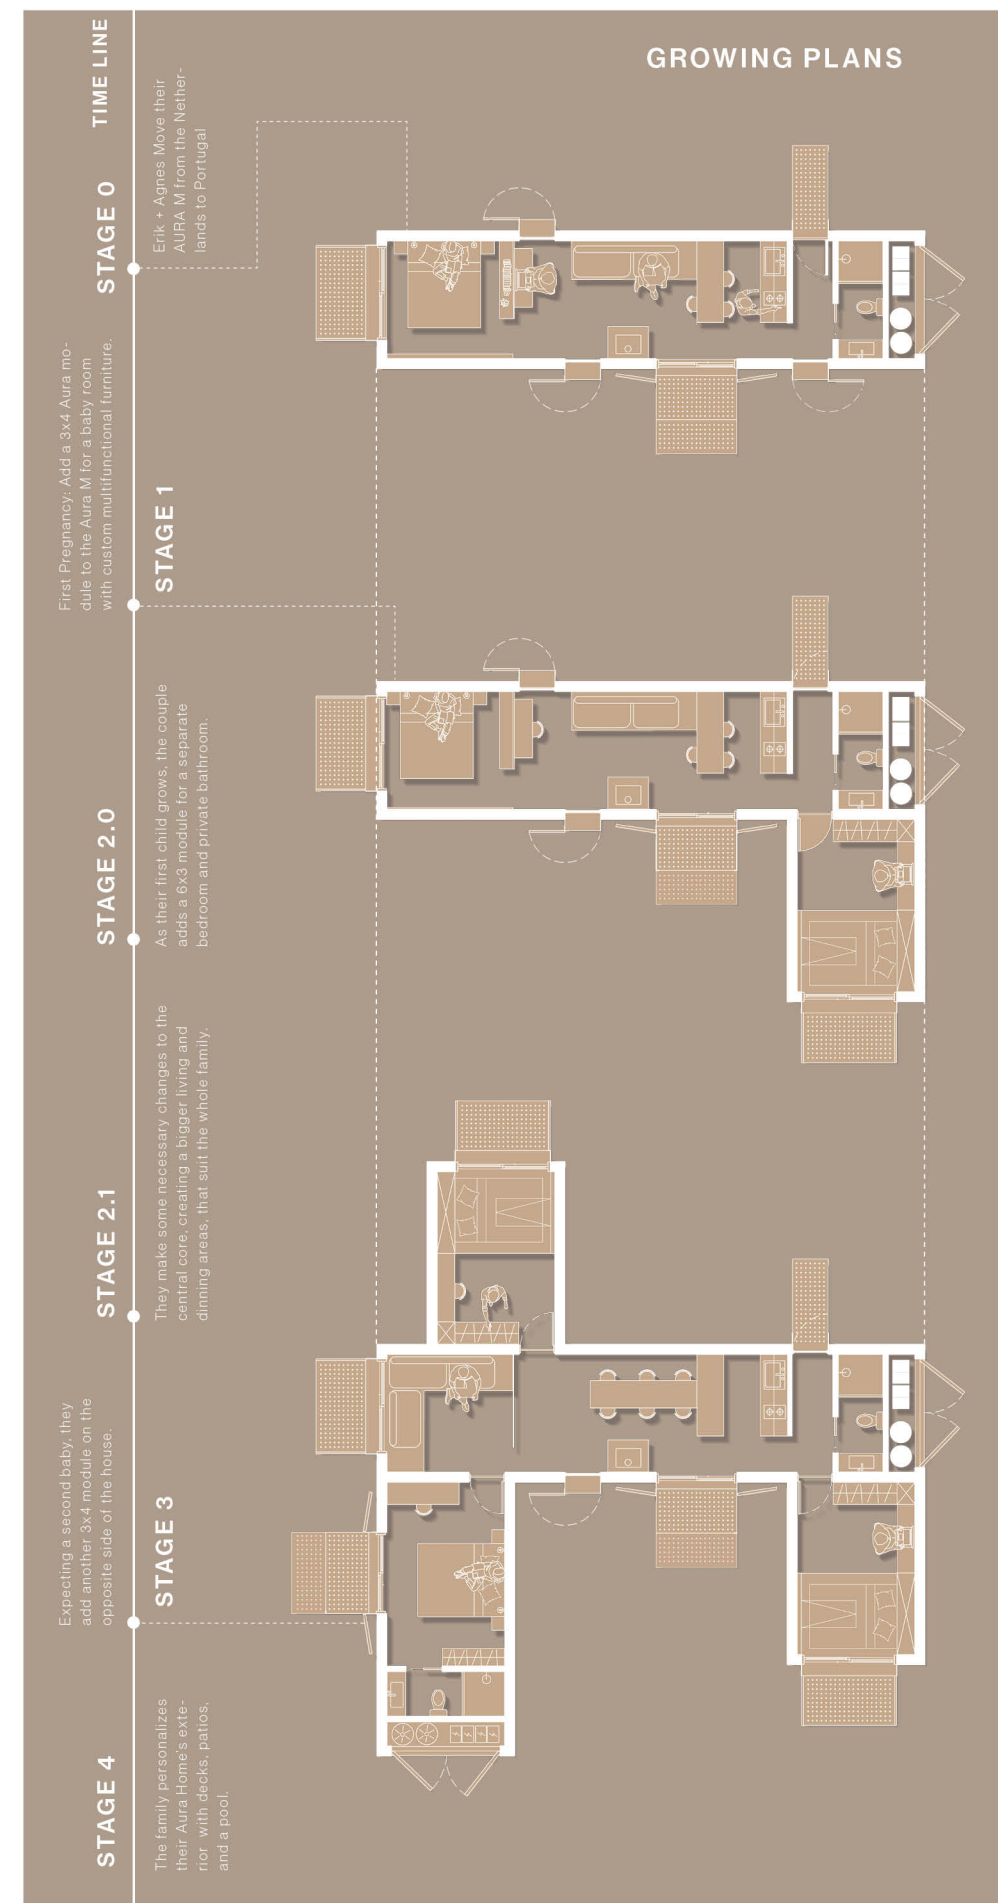 GROWING PLANS
TIME LINE
STAGE 0
Erik + Agnes Move their
AURA M from the Nether-
lands to Portugal
STAGE 1
First Pregnancy: Add a 3x4 Aura mo-
dule to the Aura M for a baby room
with custom multifunctional furniture.
STAGE 2.0
As their first child grows, the couple
adds a 6x3 module for a separate
bedroom and private bathroom.
STAGE 2.1
They make some necessary changes to the
central core, creating a bigger living and
dinning areas, that suit the whole family.
STAGE 3
Expecting a second baby, they
add another 3x4 module on the
opposite side of the house.
STAGE 4
The family personalizes
their Aura Home's exte-
rior with decks, patios,
and a pool.